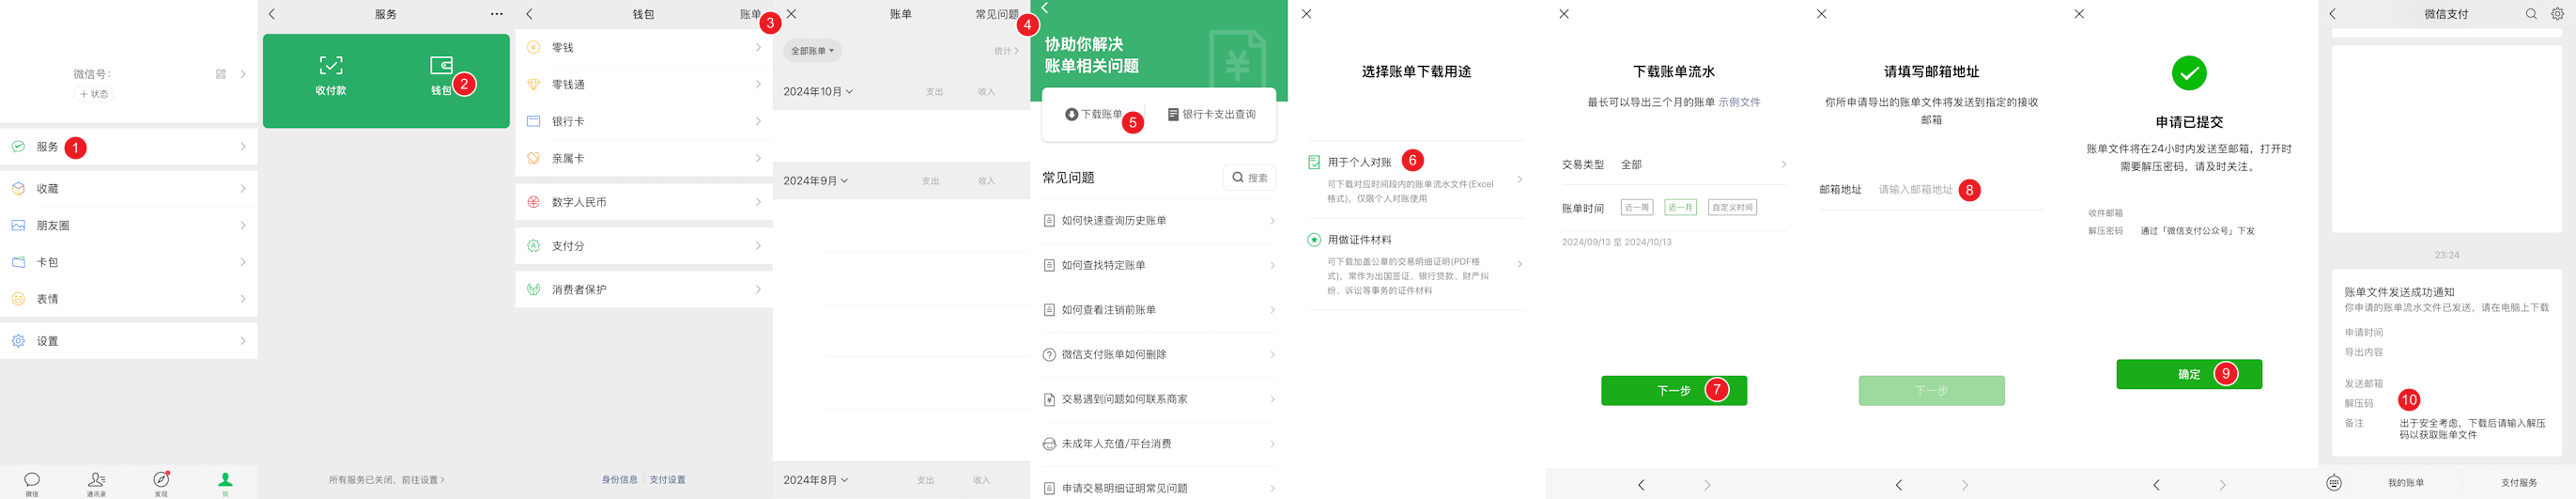 微信号：
+ 状态
服务 1
收藏
朋友圈
卡包
表情
设置
微信
通讯录
发现
我
服务
收付款
钱包 2
所有服务已关闭，前往设置
钱包
账单 3
零钱
零钱通
银行卡
亲属卡
数字人民币
支付分
消费者保护
身份信息 | 支付设置
账单
常见问题 4
全部账单
统计
2024年10月
支出
收入
2024年9月
支出
收入
2024年8月
支出
收入
协助你解决
账单相关问题
下载账单 5
银行卡支出查询
常见问题
搜索
如何快速查询历史账单
如何查找特定账单
如何查看注销前账单
微信支付账单如何删除
交易遇到问题如何联系商家
未成年人充值/平台消费
申请交易明细证明常见问题
选择账单下载用途
用于个人对账 6
可下载对应时间段内的账单流水文件(Excel
格式)，仅限个人对账使用
用做证件材料
可下载加盖公章的交易明细证明(PDF格
式)，常作为出国签证、银行贷款、财产纠
纷、诉讼等事务的证件材料
下载账单流水
最长可以导出三个月的账单 示例文件
交易类型 全部
账单时间 近一周 近一月 自定义时间
2024/09/13 至 2024/10/13
下一步 7
请填写邮箱地址
你所申请导出的账单文件将发送到指定的接收
邮箱
邮箱地址 请输入邮箱地址 8
下一步
申请已提交
账单文件将在24小时内发送至邮箱，打开时
需要解压密码，请及时关注。
收件邮箱
解压密码 通过「微信支付公众号」下发
确定 9
微信支付
23:24
账单文件发送成功通知
你申请的账单流水文件已发送，请在电脑上下载
申请时间
导出内容
发送邮箱
解压码 10
备注 出于安全考虑，下载后请输入解压
码以获取账单文件
我的账单
支付服务